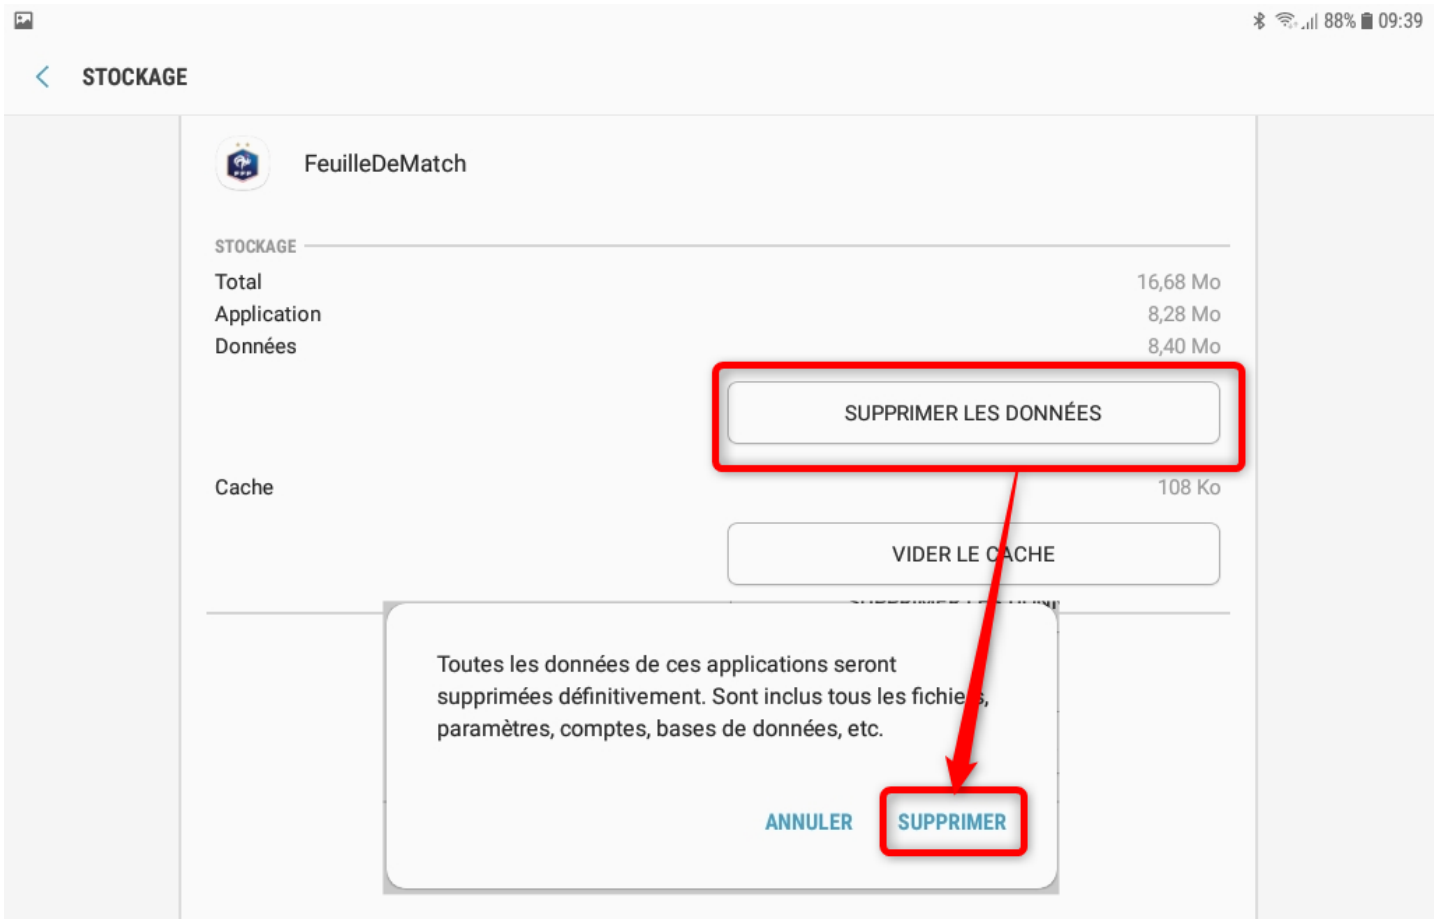 88% 09:39
STOCKAGE
FeuilleDeMatch
STOCKAGE
Total 16,68 Mo
Application 8,28 Mo
Données 8,40 Mo
SUPPRIMER LES DONNÉES
Cache 108 Ko
VIDER LE CACHE
Toutes les données de ces applications seront
supprimées définitivement. Sont inclus tous les fichiers,
paramètres, comptes, bases de données, etc.
ANNULER SUPPRIMER